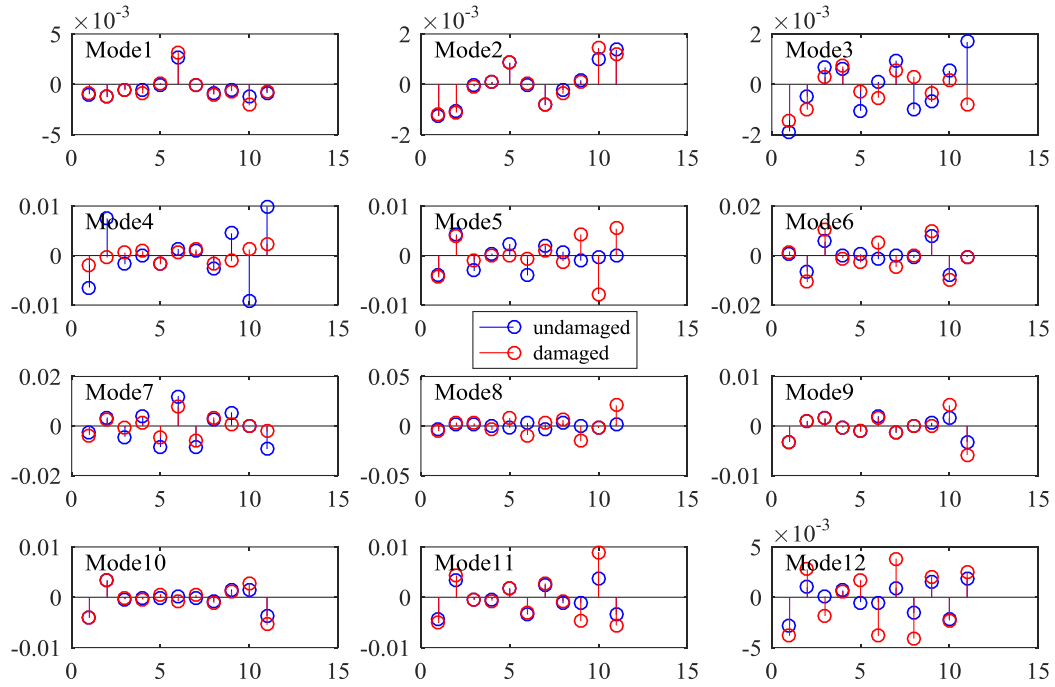 ×10⁻³ ×10⁻³ ×10⁻³
5 2 2
Mode1 Mode2 Mode3
0 0 0
-5 -2 -2
0 5 10 15 0 5 10 15 0 5 10 15
0.01 0.01 0.02
Mode4 Mode5 Mode6
0 0 0
-0.01 -0.01 -0.02
0 5 10 15 0 5 10 15 0 5 10 15
undamaged
damaged
0.02 0.05 0.01
Mode7 Mode8 Mode9
0 0 0
-0.02 -0.05 -0.01
0 5 10 15 0 5 10 15 0 5 10 15
×10⁻³
0.01 0.01 5
Mode10 Mode11 Mode12
0 0 0
-0.01 -0.01 -5
0 5 10 15 0 5 10 15 0 5 10 15